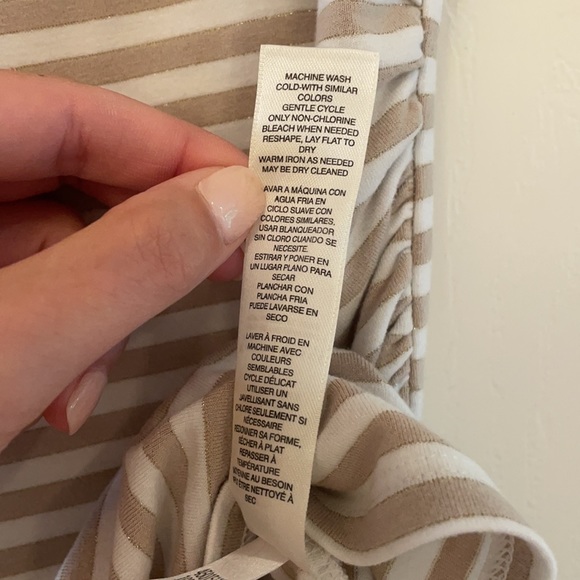 MACHINE WASH
COLD-WITH SIMILAR
COLORS
GENTLE CYCLE
ONLY NON-CHLORINE
BLEACH WHEN NEEDED
RESHAPE, LAY FLAT TO
DRY
WARM IRON AS NEEDED
MAY BE DRY CLEANED
LAVAR A MÁQUINA CON
AGUA FRIA EN
CICLO SUAVE CON
COLORES SIMILARES.
USAR BLANQUEADOR
SIN CLORO CUANDO SE
NECESITE.
ESTIRAR Y PONER EN
UN LUGAR PLANO PARA
SECAR
PLANCHAR CON
PLANCHA FRIA
PUEDE LAVARSE EN
SECO
LAVER À FROID EN
MACHINE AVEC
COULEURS
SEMBLABLES
CYCLE DÉLICAT
UTILISER UN
JAVELLISANT SANS
CHLORE SEULEMENT SI
NÉCESSAIRE
REDONNER SA FORME,
SÉCHER À PLAT
REPASSER À
TEMPÉRATURE
MOYENNE AU BESOIN
ÊTRE NETTOYÉ À
SEC